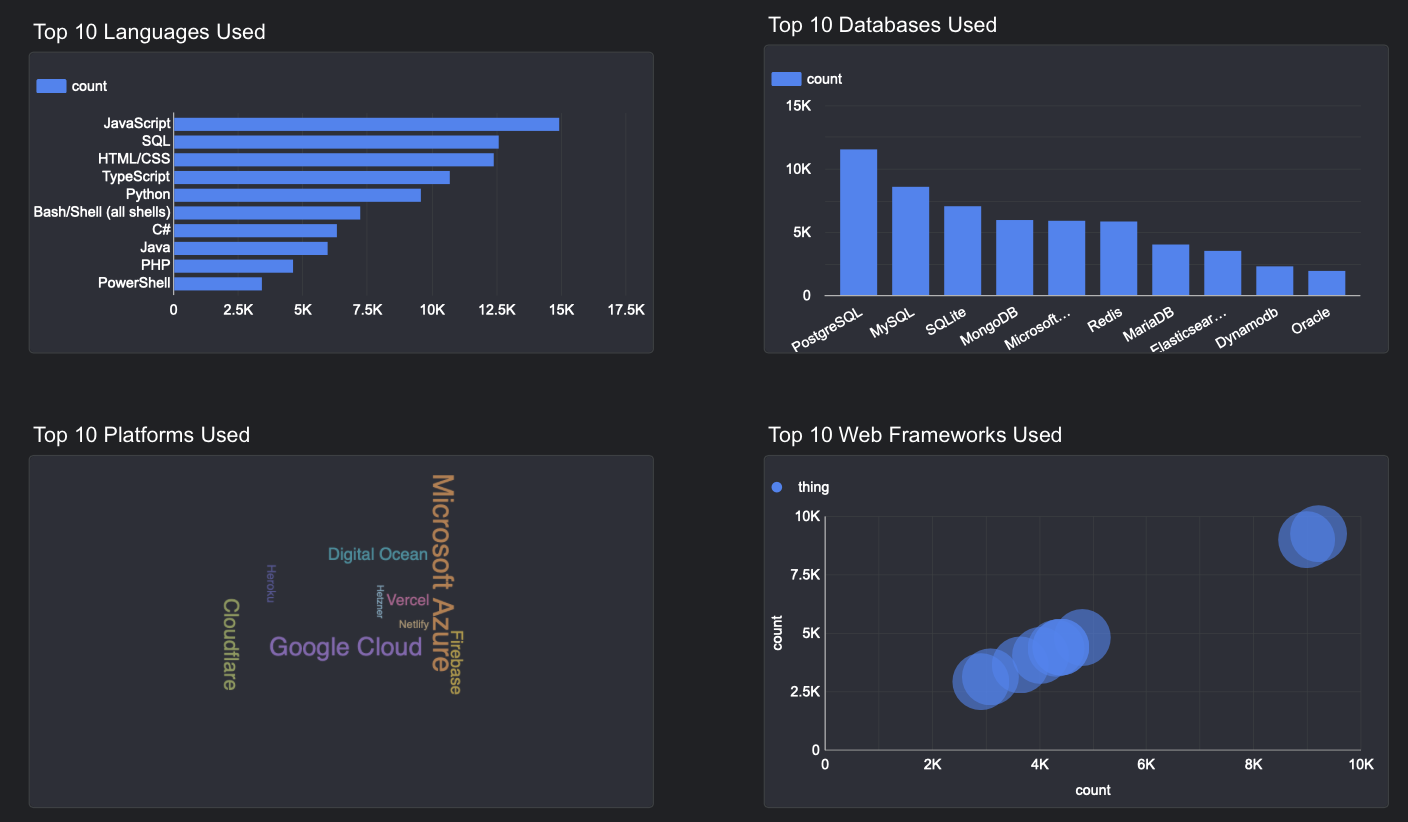 Top 10 Languages Used
count
JavaScript
SQL
HTML/CSS
TypeScript
Python
Bash/Shell (all shells)
C#
Java
PHP
PowerShell
0 2.5K 5K 7.5K 10K 12.5K 15K 17.5K
Top 10 Databases Used
count
15K
10K
5K
0
PostgreSQL
MySQL
SQLite
MongoDB
Microsoft...
Redis
MariaDB
Elasticsear...
Dynamodb
Oracle
Top 10 Platforms Used
Microsoft Azure
Digital Ocean
Heroku
Hetzner
Vercel
Cloudflare
Netlify
Google Cloud
Firebase
Top 10 Web Frameworks Used
thing
10K
7.5K
5K
2.5K
0
count
0 2K 4K 6K 8K 10K
count